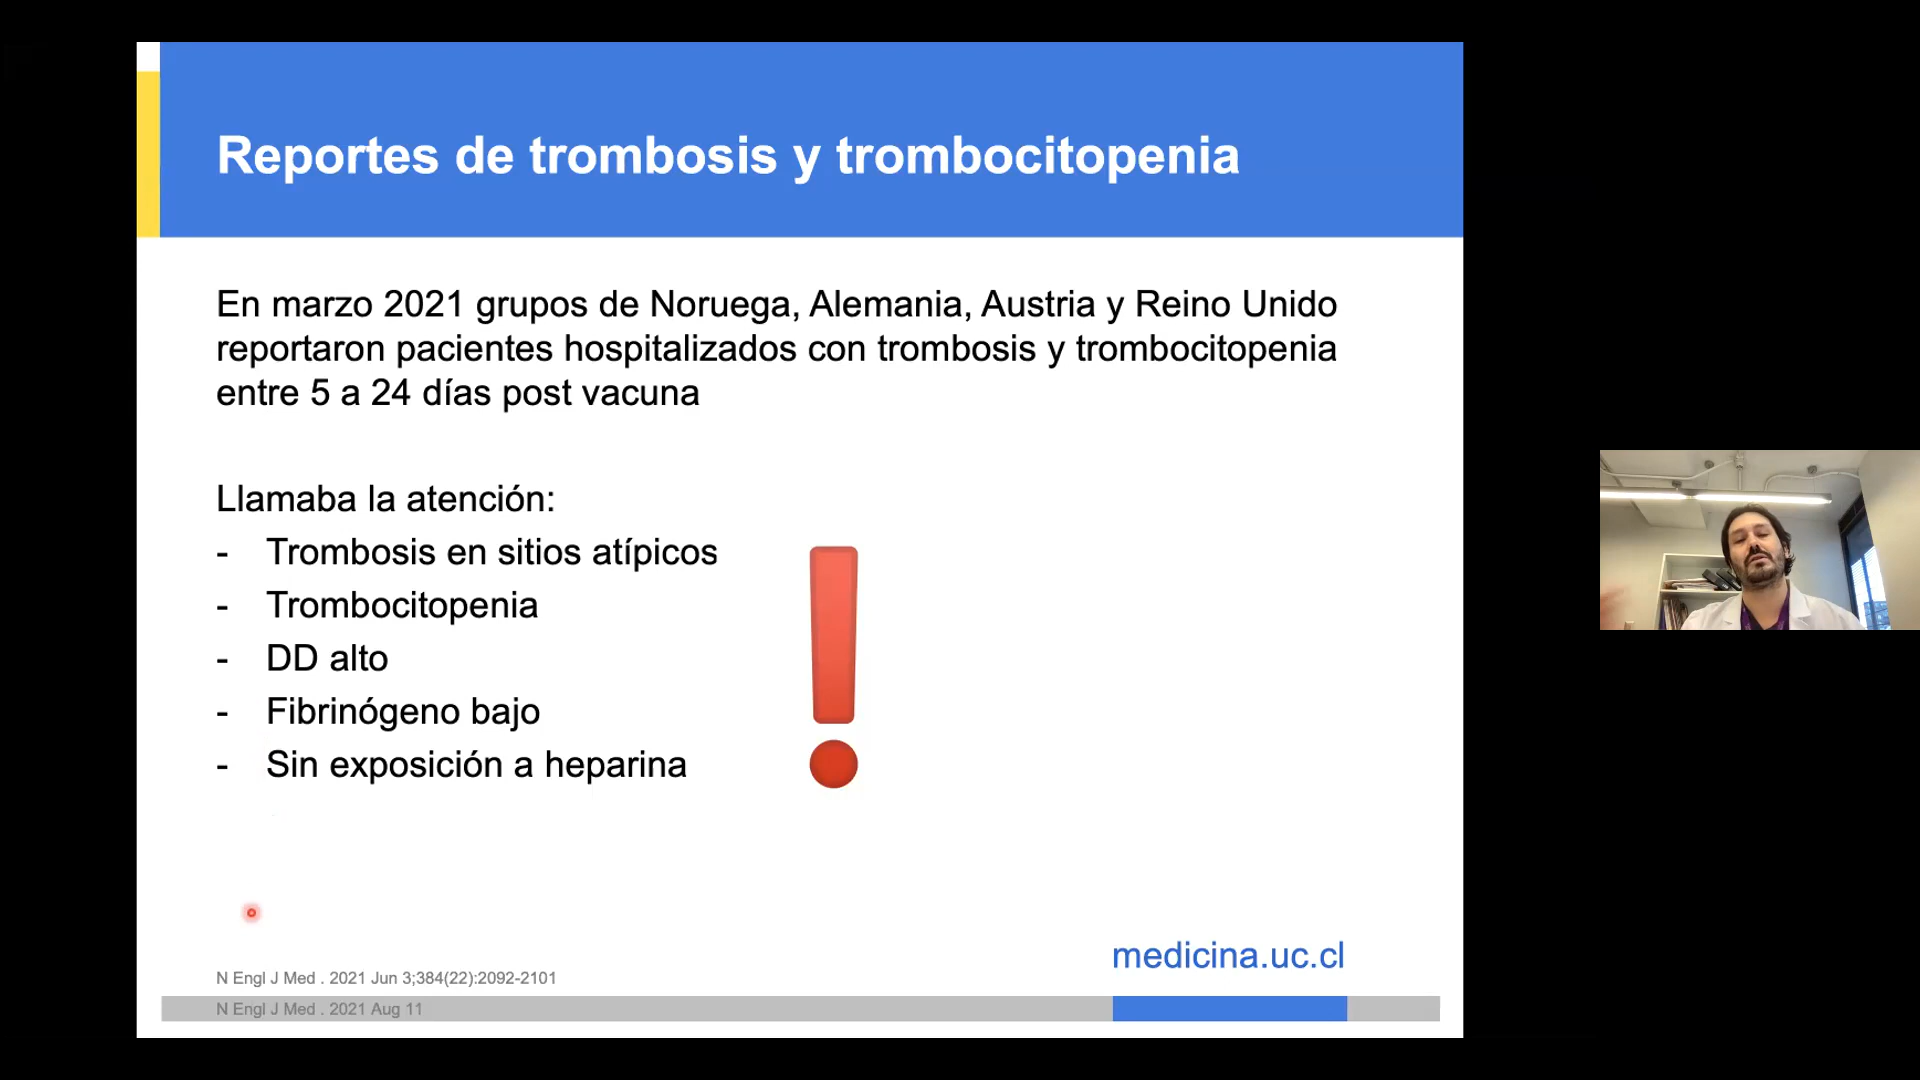 Reportes de trombosis y trombocitopenia
En marzo 2021 grupos de Noruega, Alemania, Austria y Reino Unido
reportaron pacientes hospitalizados con trombosis y trombocitopenia
entre 5 a 24 días post vacuna
Llamaba la atención:
- Trombosis en sitios atípicos
- Trombocitopenia
- DD alto
- Fibrinógeno bajo
- Sin exposición a heparina
medicina.uc.cl
N Engl J Med . 2021 Jun 3;384(22):2092-2101
N Engl J Med . 2021 Aug 11